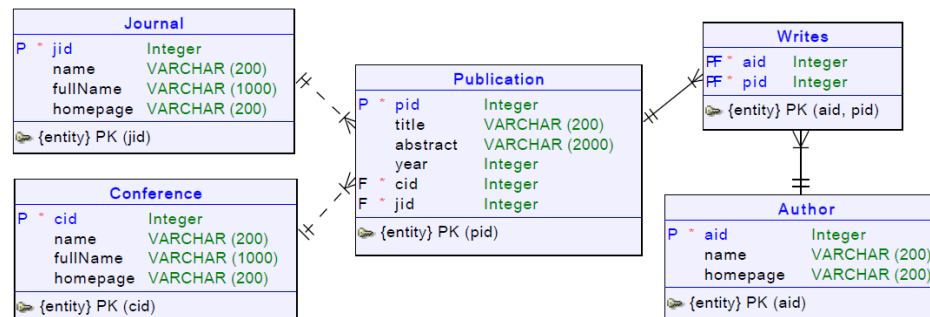 Journal
P * jid Integer
name VARCHAR (200)
fullName VARCHAR (1000)
homepage VARCHAR (200)
{entity} PK (jid)
Conference
P * cid Integer
name VARCHAR (200)
fullName VARCHAR (1000)
homepage VARCHAR (200)
{entity} PK (cid)
Publication
P * pid Integer
title VARCHAR (200)
abstract VARCHAR (2000)
year Integer
F * cid Integer
F * jid Integer
{entity} PK (pid)
Writes
PF * aid Integer
PF * pid Integer
{entity} PK (aid, pid)
Author
P * aid Integer
name VARCHAR (200)
homepage VARCHAR (200)
{entity} PK (aid)